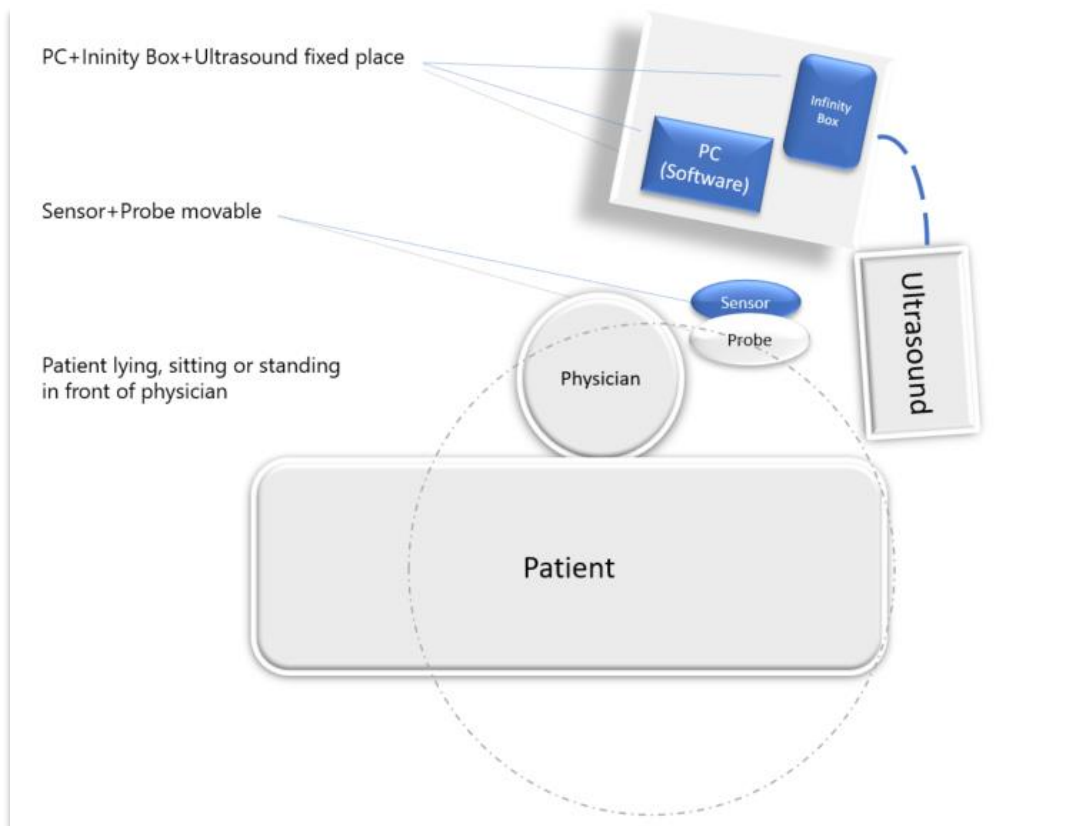 PC+Ininity Box+Ultrasound fixed place
Infinity
Box
PC
(Software)
Sensor+Probe movable
Ultrasound
Sensor
Probe
Patient lying, sitting or standing
in front of physician
Physician
Patient